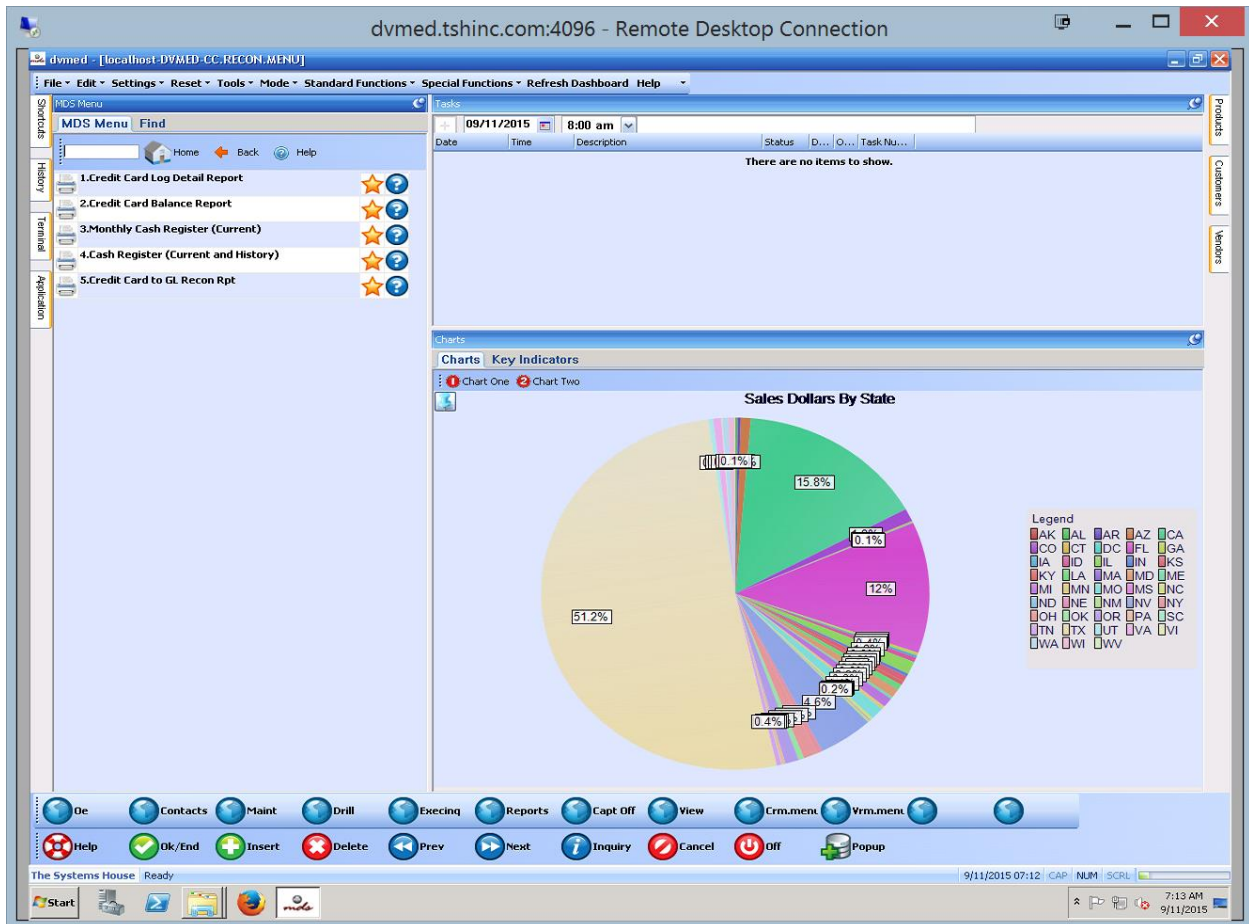 dvmed.tshinc.com:4096 - Remote Desktop Connection
dvmed - [localhost-DVMED-CC.RECON.MENU]
File Edit Settings Reset Tools Mode Standard Functions Special Functions Refresh Dashboard Help
Shortcuts
History
Terminal
Application
MDS Menu
MDS Menu Find
Home Back Help
1.Credit Card Log Detail Report
2.Credit Card Balance Report
3.Monthly Cash Register (Current)
4.Cash Register (Current and History)
5.Credit Card to GL Recon Rpt
Tasks
09/11/2015 8:00 am
Date Time Description Status D... O... Task Nu...
There are no items to show.
Products
Customers
Vendors
Charts
Charts Key Indicators
1 Chart One 2 Chart Two
Sales Dollars By State
0.1%
15.8%
0.1%
12%
51.2%
0.2%
4.6%
0.4%
Legend
AK AL AR AZ CA
CO CT DC FL GA
IA ID IL IN KS
KY LA MA MD ME
MI MN MO MS NC
ND NE NM NV NY
OH OK OR PA SC
TN TX UT VA VI
WA WI WV
Oe Contacts Maint Drill Execinq Reports Capt Off View Crm.menu Vrm.menu
Help Ok/End Insert Delete Prev Next Inquiry Cancel Off Popup
The Systems House Ready 9/11/2015 07:12 CAP NUM SCRL
Start mds 7:13 AM
9/11/2015